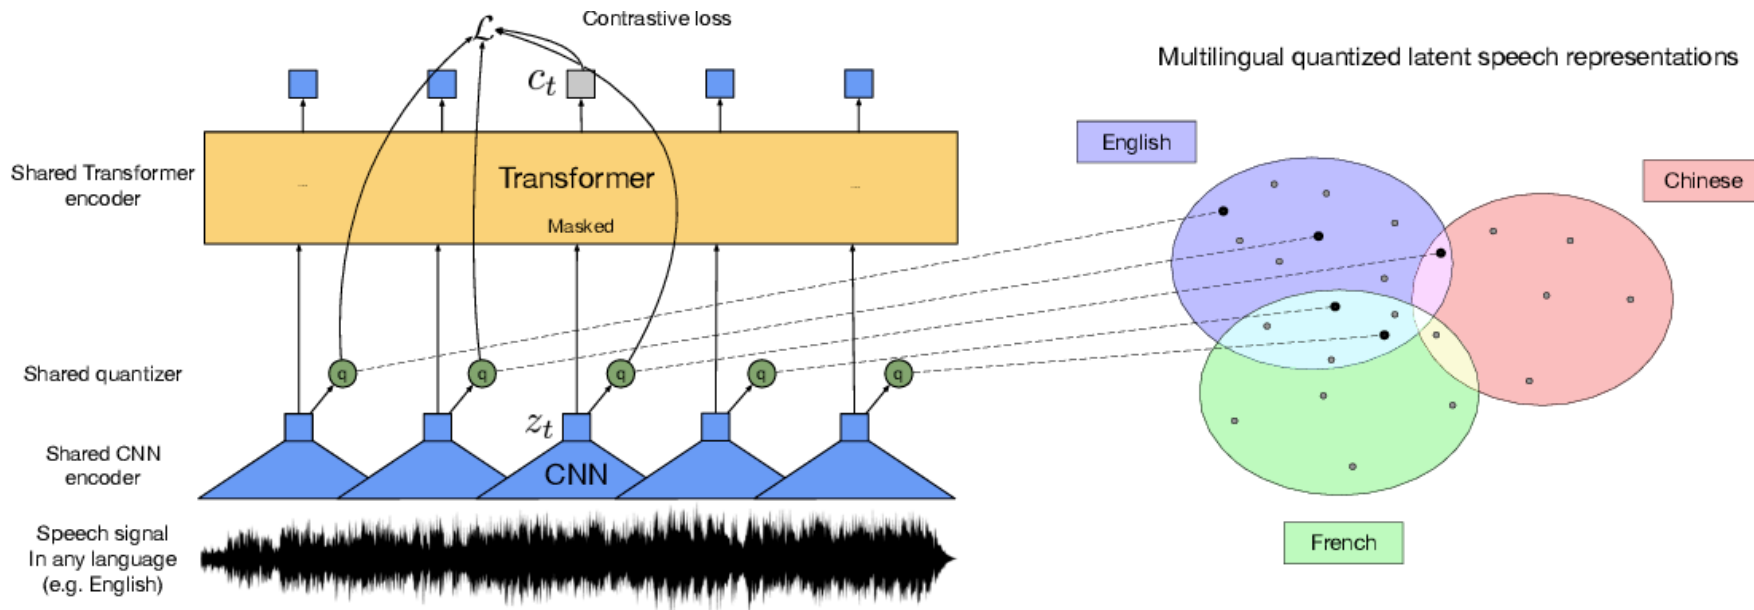 Contrastive loss
ℒ
Multilingual quantized latent speech representations
c_t
English
Chinese
Shared Transformer
encoder
Transformer
...
...
Masked
Shared quantizer
q
q
q
q
q
z_t
Shared CNN
encoder
CNN
Speech signal
In any language
(e.g. English)
French